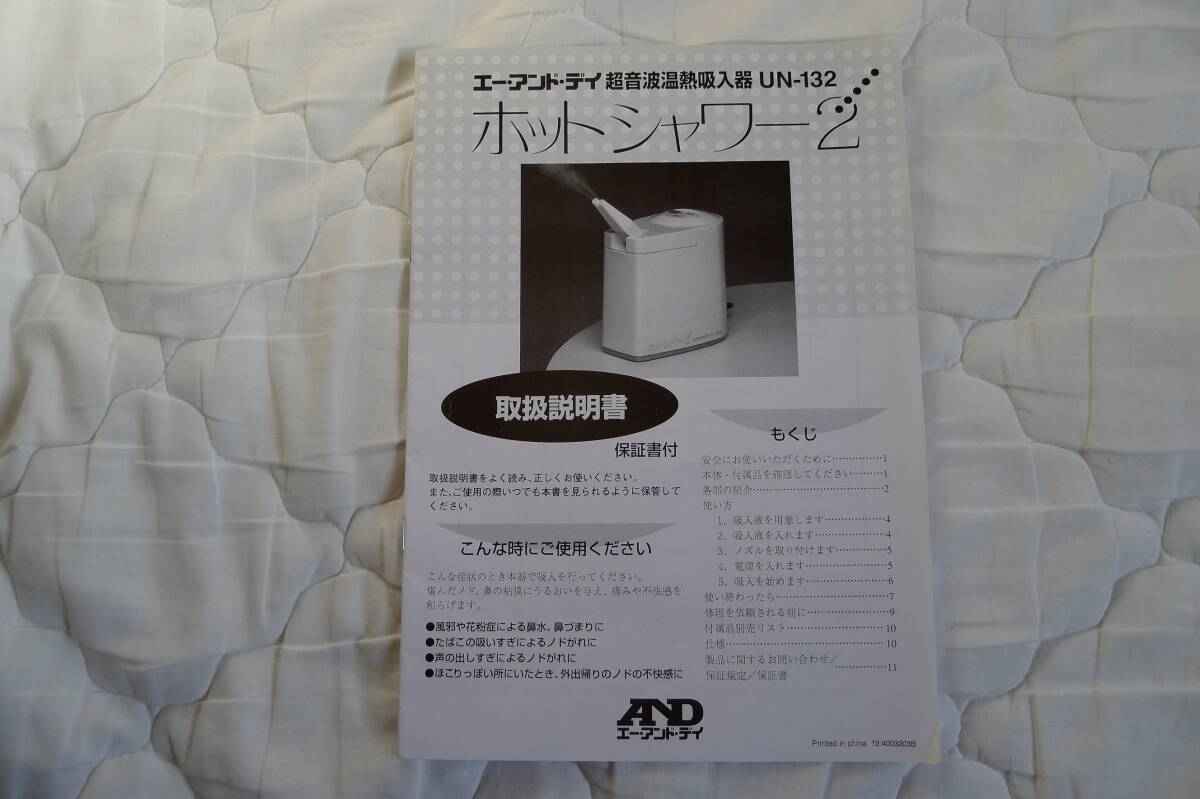 エー・アンド・デイ 超音波温熱吸入器 UN-132
ホットシャワー2
ホットシャワー2
取扱説明書
保証書付
取扱説明書をよく読み、正しくお使いください。
また、ご使用の際いつでも本書を見られるように保管して
ください。
こんな時にご使用ください
こんな症状のとき本器で吸入を行ってください。
傷んだノド、鼻の粘膜にうるおいを与え、痛みや不快感を
和らげます。
●風邪や花粉症による鼻水、鼻づまりに
●たばこの吸いすぎによるノドがれに
●声の出しすぎによるノドがれに
●ほこりっぽい所にいたとき、外出帰りのノドの不快感に
もくじ
安全にお使いいただくために……………1
本体・付属品を確認してください………1
各部の紹介…………………………………2
使い方
1．吸入液を用意します………………4
2．吸入液を入れます…………………4
3．ノズルを取り付けます……………5
4．電源を入れます……………………5
5．吸入を始めます……………………6
使い終わったら……………………………7
修理を依頼される前に……………………9
付属品別売リスト………………………10
仕様………………………………………10
製品に関するお問い合わせ／
保証規定／保証書……………11
AND
エー・アンド・デイ
Printed in china 12:4003203B